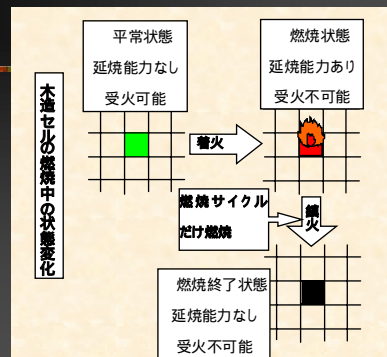 木造セルの燃焼中の状態変化
平常状態
延焼能力なし
受火可能
着火
燃焼状態
延焼能力あり
受火不可能
燃焼サイクル
だけ燃焼
鎮火
燃焼終了状態
延焼能力なし
受火不可能